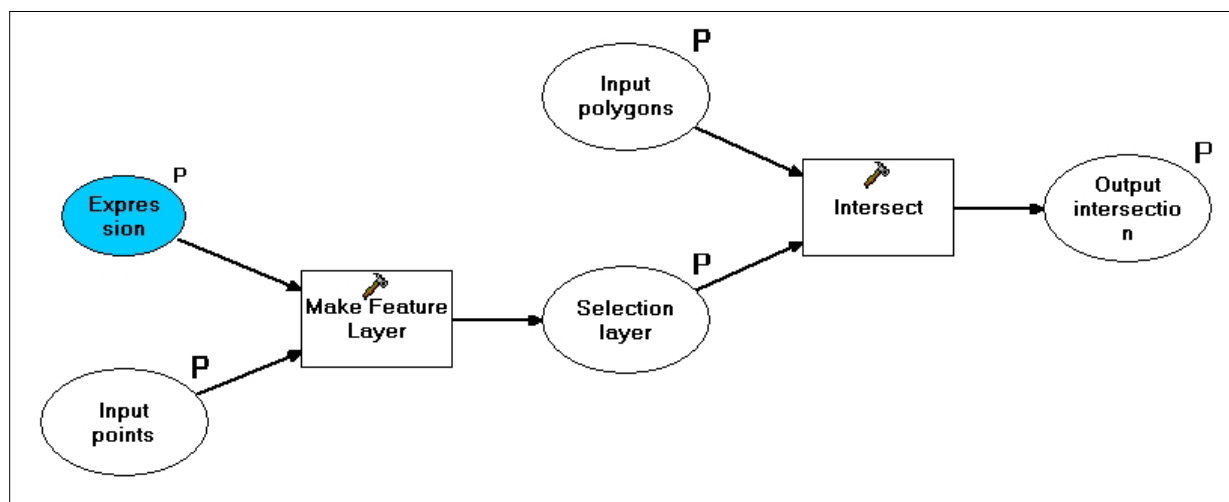 P
Input
polygons
P
Intersect
P
Output
intersectio
n
P
Expres
sion
Make Feature
Layer
P
Selection
layer
P
Input
points